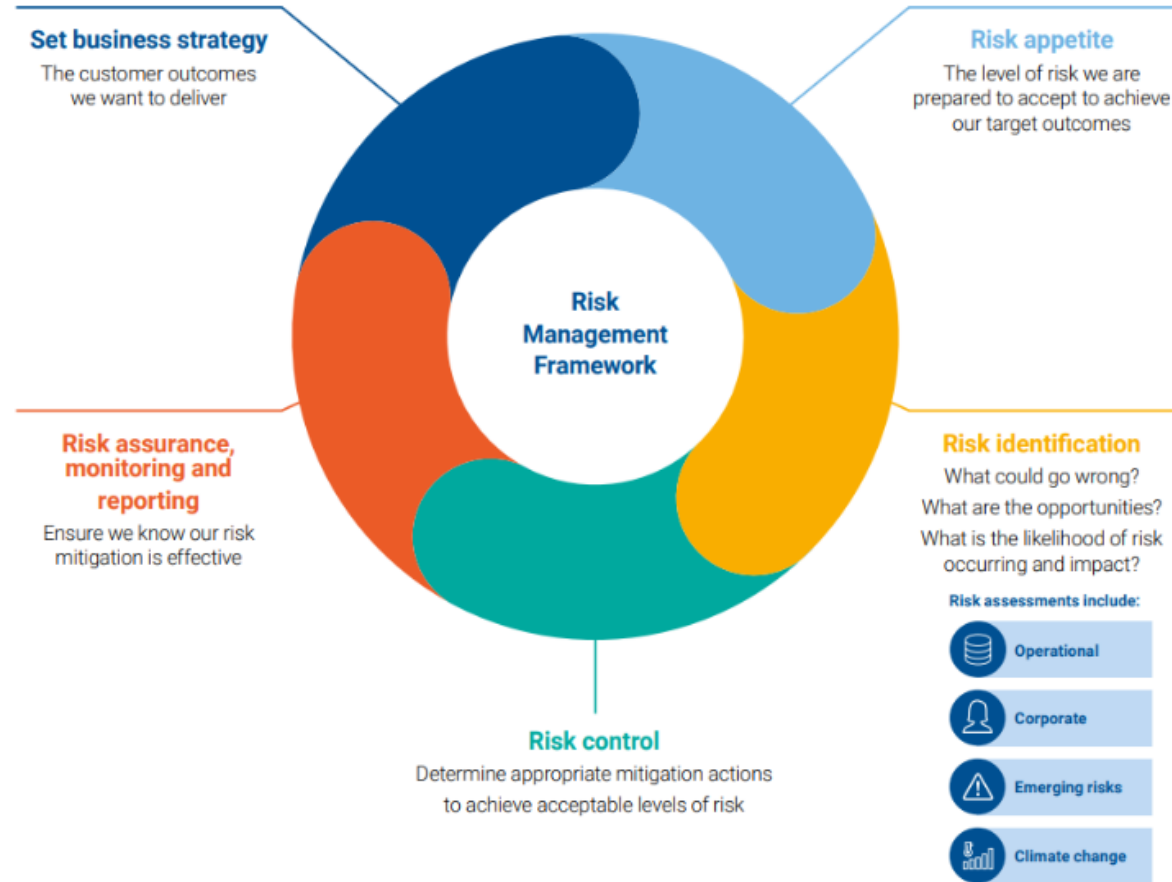 Set business strategy
The customer outcomes
we want to deliver
Risk appetite
The level of risk we are
prepared to accept to achieve
our target outcomes
Risk
Management
Framework
Risk assurance,
monitoring and
reporting
Ensure we know our risk
mitigation is effective
Risk identification
What could go wrong?
What are the opportunities?
What is the likelihood of risk
occurring and impact?
Risk assessments include:
Operational
Corporate
Emerging risks
Climate change
Risk control
Determine appropriate mitigation actions
to achieve acceptable levels of risk